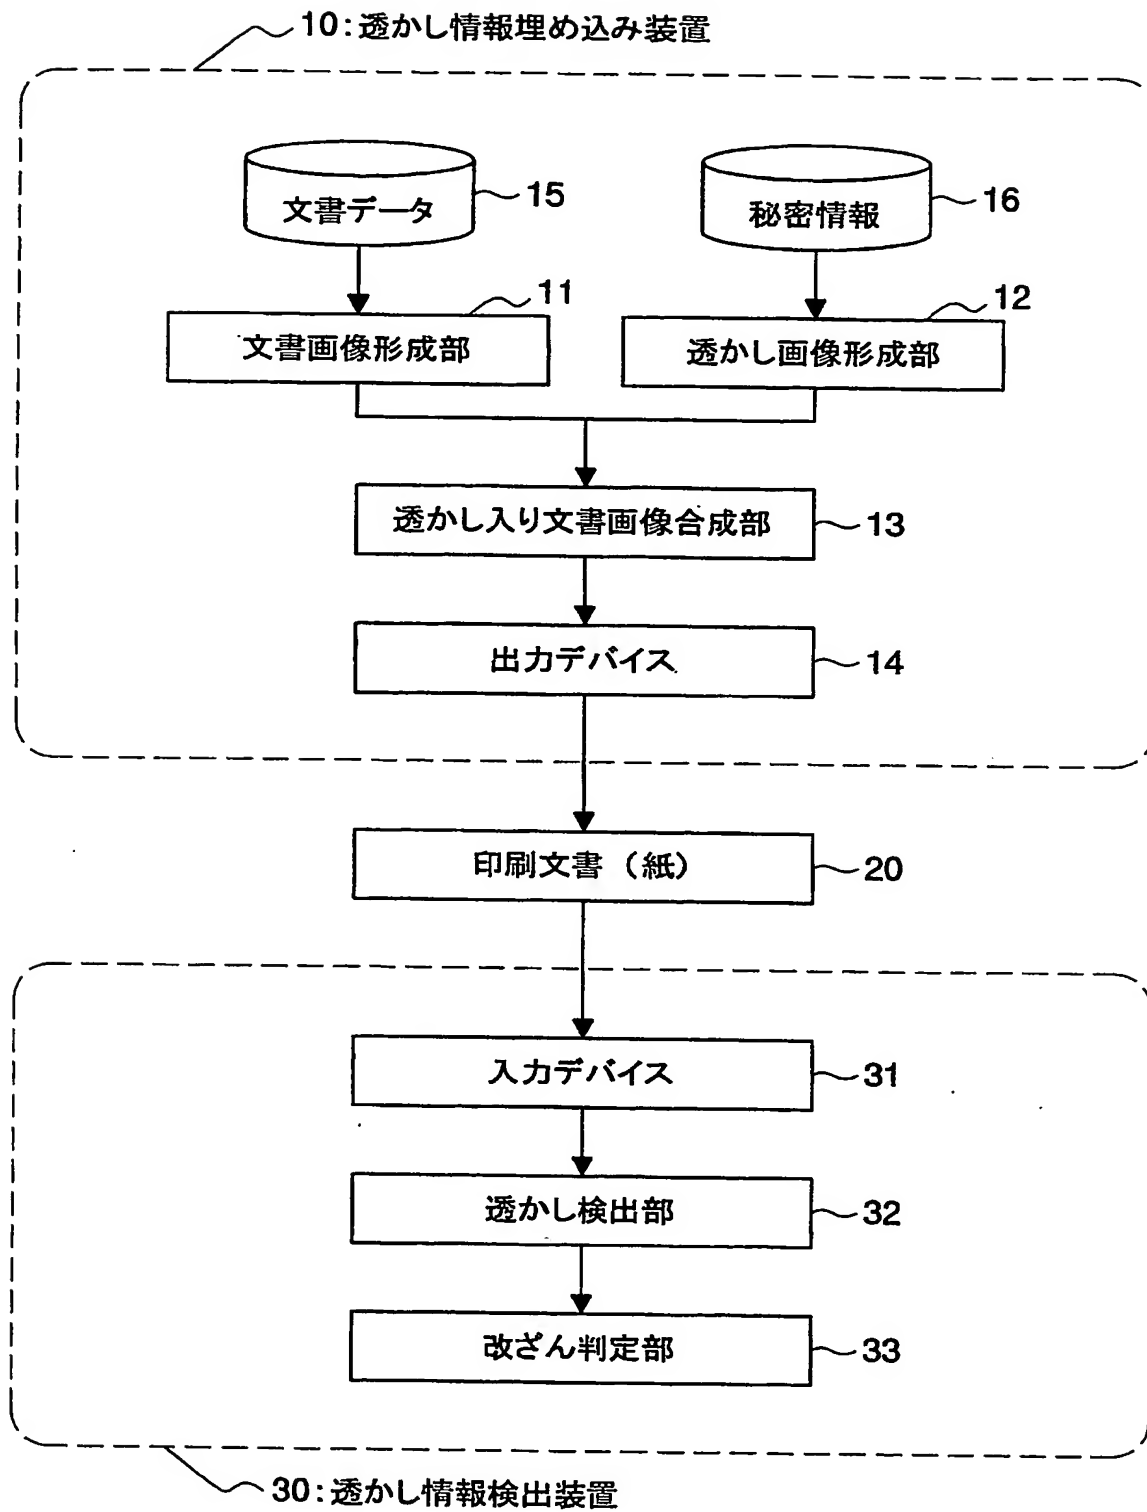 10:透かし情報埋め込み装置
文書データ
15
秘密情報
16
11
文書画像形成部
12
透かし画像形成部
透かし入り文書画像合成部
13
出力デバイス
14
印刷文書(紙)
20
入力デバイス
31
透かし検出部
32
改ざん判定部
33
30:透かし情報検出装置